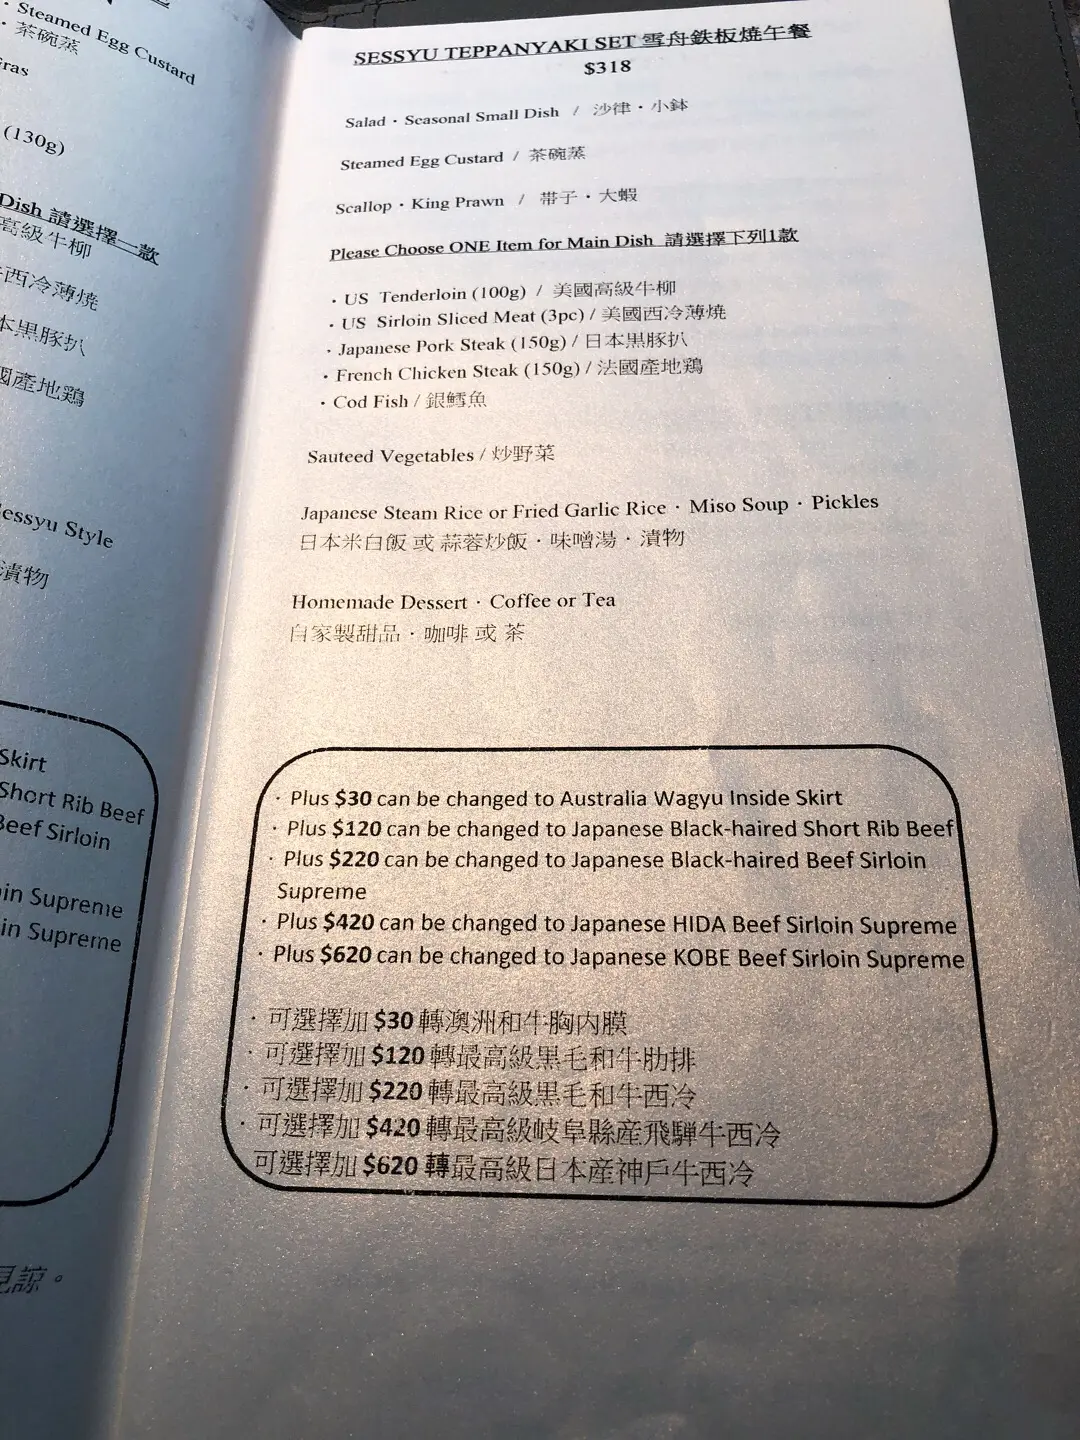 Steamed Egg Custard
・茶碗蒸
ras
(130g)
Dish 請選擇一款
高級牛柳
西冷薄燒
本黒豚扒
國產地鶏
essyu Style
漬物
Skirt
Short Rib Beef
Beef Sirloin
in Supreme
in Supreme
見諒。
SESSYU TEPPANYAKI SET 雪舟鉄板燒午餐
$318
Salad・Seasonal Small Dish / 沙律・小鉢
Steamed Egg Custard / 茶碗蒸
Scallop・King Prawn / 帯子・大蝦
Please Choose ONE Item for Main Dish 請選擇下列1款
・US Tenderloin (100g) / 美國高級牛柳
・US Sirloin Sliced Meat (3pc) / 美國西冷薄燒
・Japanese Pork Steak (150g) / 日本黒豚扒
・French Chicken Steak (150g) / 法國產地鶏
・Cod Fish / 銀鱈魚
Sauteed Vegetables / 炒野菜
Japanese Steam Rice or Fried Garlic Rice・Miso Soup・Pickles
日本米白飯 或 蒜蓉炒飯・味噌湯・漬物
Homemade Dessert・Coffee or Tea
自家製甜品・咖啡 或 茶
・Plus $30 can be changed to Australia Wagyu Inside Skirt
・Plus $120 can be changed to Japanese Black-haired Short Rib Beef
・Plus $220 can be changed to Japanese Black-haired Beef Sirloin
Supreme
・Plus $420 can be changed to Japanese HIDA Beef Sirloin Supreme
・Plus $620 can be changed to Japanese KOBE Beef Sirloin Supreme
・可選擇加 $30 轉澳洲和牛胸内膜
・可選擇加 $120 轉最高級黒毛和牛肋排
・可選擇加 $220 轉最高級黒毛和牛西冷
・可選擇加 $420 轉最高級岐阜縣産飛騨牛西冷
可選擇加 $620 轉最高級日本産神戶牛西冷